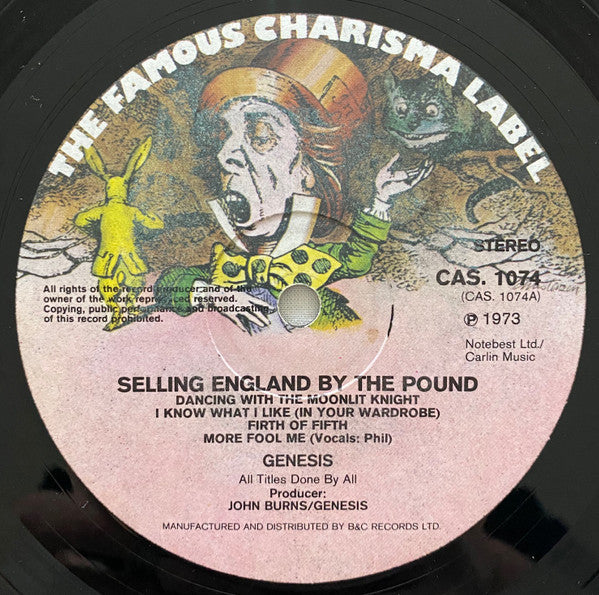 THE FAMOUS CHARISMA LABEL
STEREO
CAS. 1074
(CAS. 1074A)
℗ 1973
Notebest Ltd./
Carlin Music
All rights of the record producer and of the
owner of the work reproduced reserved.
Copying, public performance and broadcasting
of this record prohibited.
SELLING ENGLAND BY THE POUND
DANCING WITH THE MOONLIT KNIGHT
I KNOW WHAT I LIKE (IN YOUR WARDROBE)
FIRTH OF FIFTH
MORE FOOL ME (Vocals: Phil)
GENESIS
All Titles Done By All
Producer:
JOHN BURNS/GENESIS
MANUFACTURED AND DISTRIBUTED BY B&C RECORDS LTD.